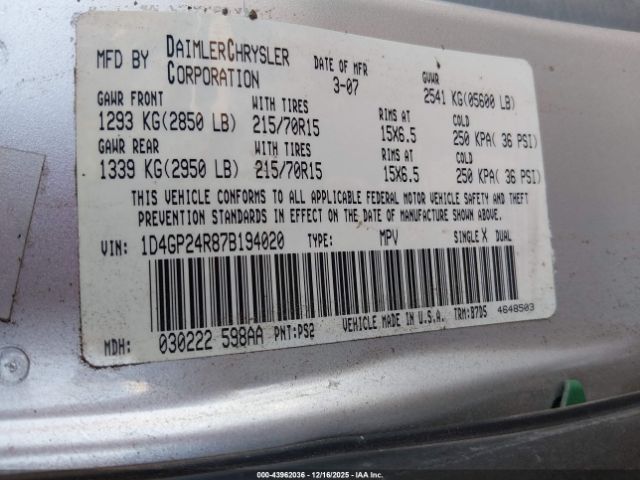 MFD BY DAIMLERCHRYSLER CORPORATION DATE OF MFR 3-07 GVWR 2541 KG(05600 LB)
GAWR FRONT WITH TIRES RIMS AT COLD
1293 KG(2850 LB) 215/70R15 15X6.5 250 KPA( 36 PSI)
GAWR REAR WITH TIRES RIMS AT COLD
1339 KG(2950 LB) 215/70R15 15X6.5 250 KPA( 36 PSI)
THIS VEHICLE CONFORMS TO ALL APPLICABLE FEDERAL MOTOR VEHICLE SAFETY AND THEFT
PREVENTION STANDARDS IN EFFECT ON THE DATE OF MANUFACTURE SHOWN ABOVE.
VIN: 1D4GP24R87B194020 TYPE: MPV SINGLE X DUAL
MDH: 030222 598AA PNT:PS2 VEHICLE MADE IN U.S.A. TRM:B7DS 4648503
© 43962036 - 12/16/2025 - IAA Inc.